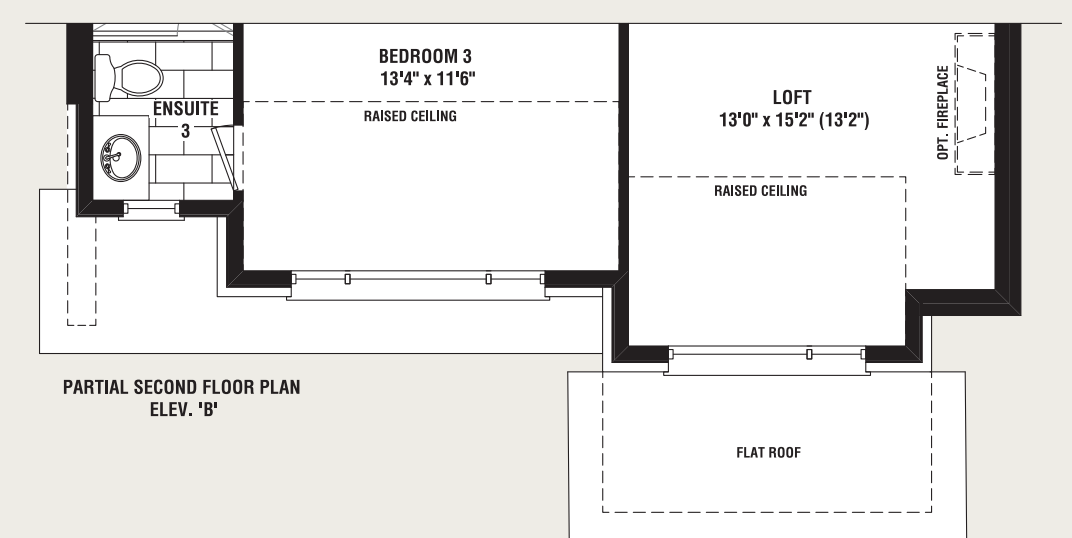 BEDROOM 3
13'4" x 11'6"
RAISED CEILING
ENSUITE
3
LOFT
13'0" x 15'2" (13'2")
OPT. FIREPLACE
RAISED CEILING
PARTIAL SECOND FLOOR PLAN
ELEV. 'B'
FLAT ROOF